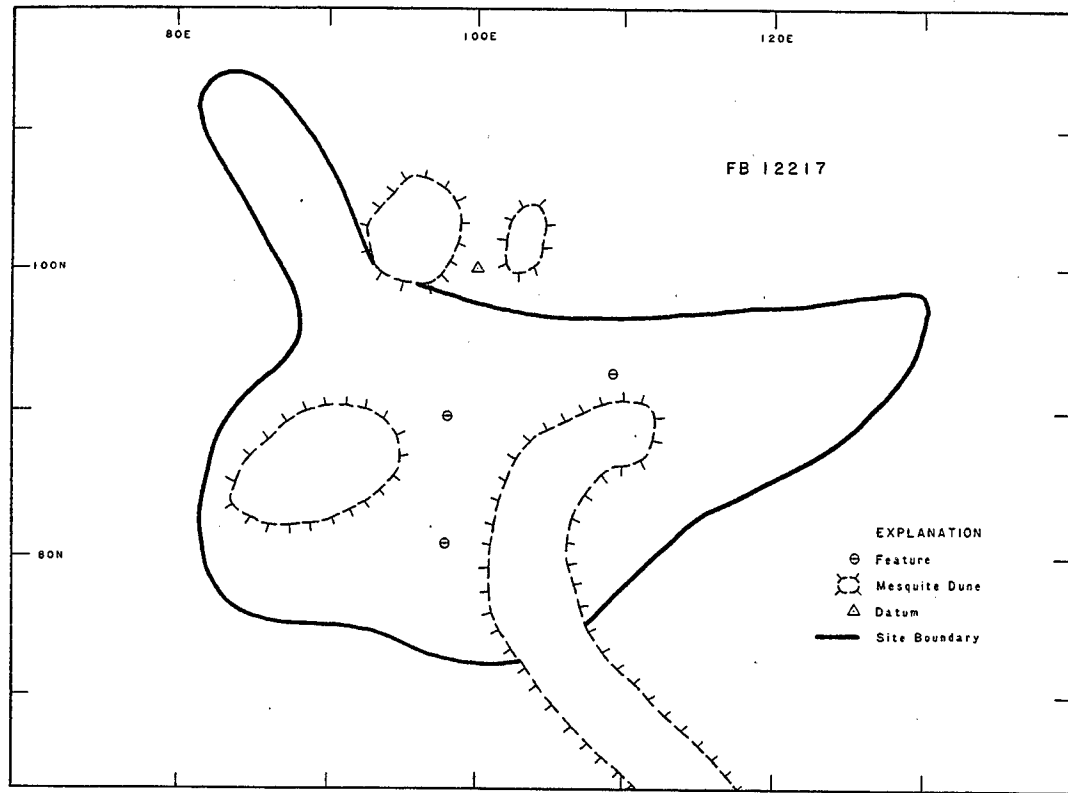 80E
100E
120E
FB 12217
100N
80N
EXPLANATION
Feature
Mesquite Dune
Datum
Site Boundary